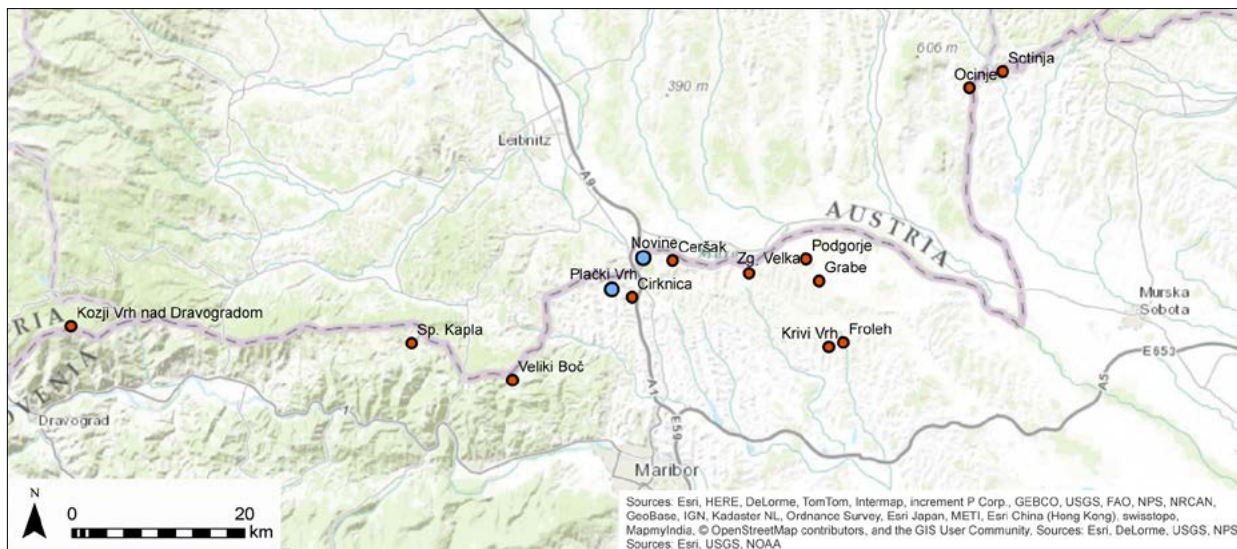 606 m
Sotinja
Ocinje
390 m
Leibnitz
A9
AUSTRIA
Novine
Ceršak
Podgorje
Zg. Velka
Plački Vrh
Grabe
Cirknica
Murska
Sobota
Kozji Vrh nad Dravogradom
RIA
Sp. Kapla
Krivi Vrh
Froleh
E653
OVENIA
Veliki Boč
A1
A5
Dravograd
1
E59
Maribor
N
0 20
km
Sources: Esri, HERE, DeLorme, TomTom, Intermap, increment P Corp., GEBCO, USGS, FAO, NPS, NRCAN,
GeoBase, IGN, Kadaster NL, Ordnance Survey, Esri Japan, METI, Esri China (Hong Kong), swisstopo,
MapmyIndia, © OpenStreetMap contributors, and the GIS User Community, Sources: Esri, DeLorme, USGS, NPS
Sources: Esri, USGS, NOAA